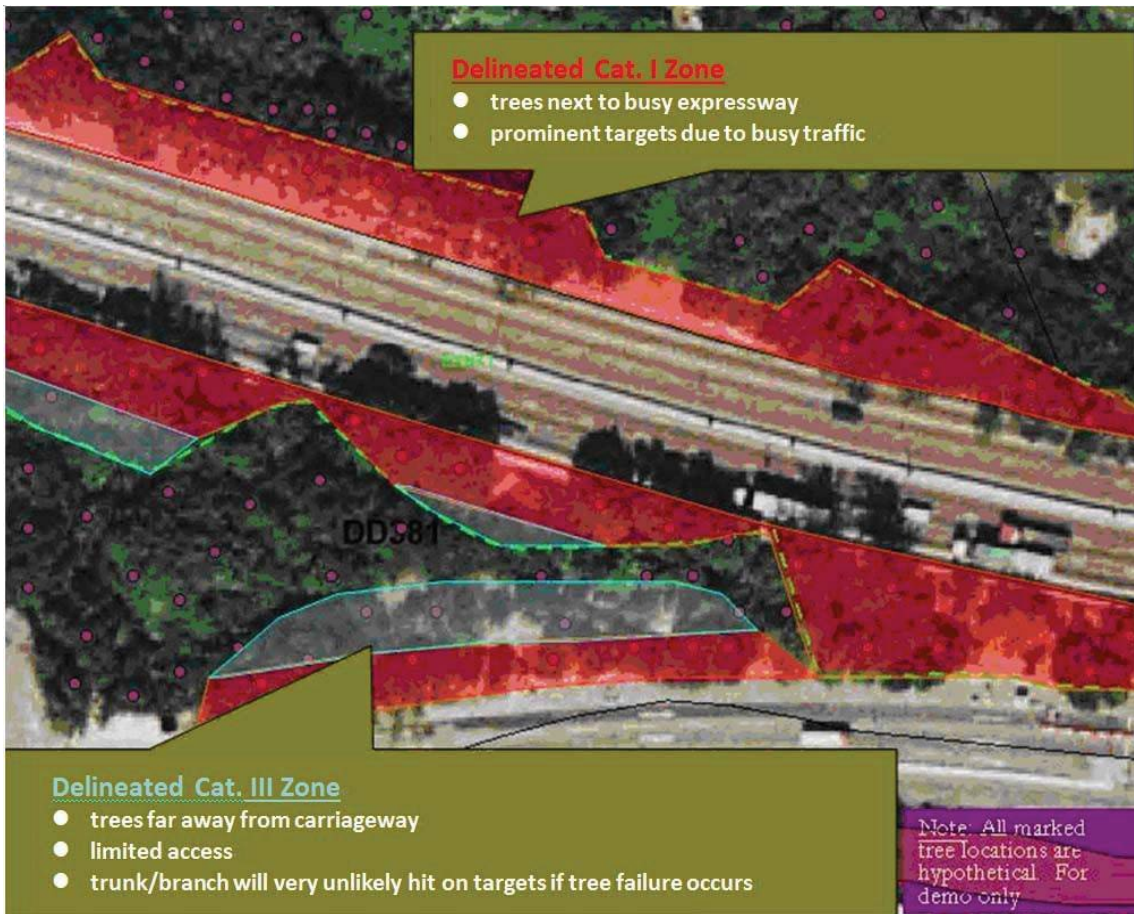 Delineated Cat. I Zone
● trees next to busy expressway
● prominent targets due to busy traffic
DD381
Delineated Cat. III Zone
● trees far away from carriageway
● limited access
● trunk/branch will very unlikely hit on targets if tree failure occurs
Note: All marked
tree locations are
hypothetical. For
demo only